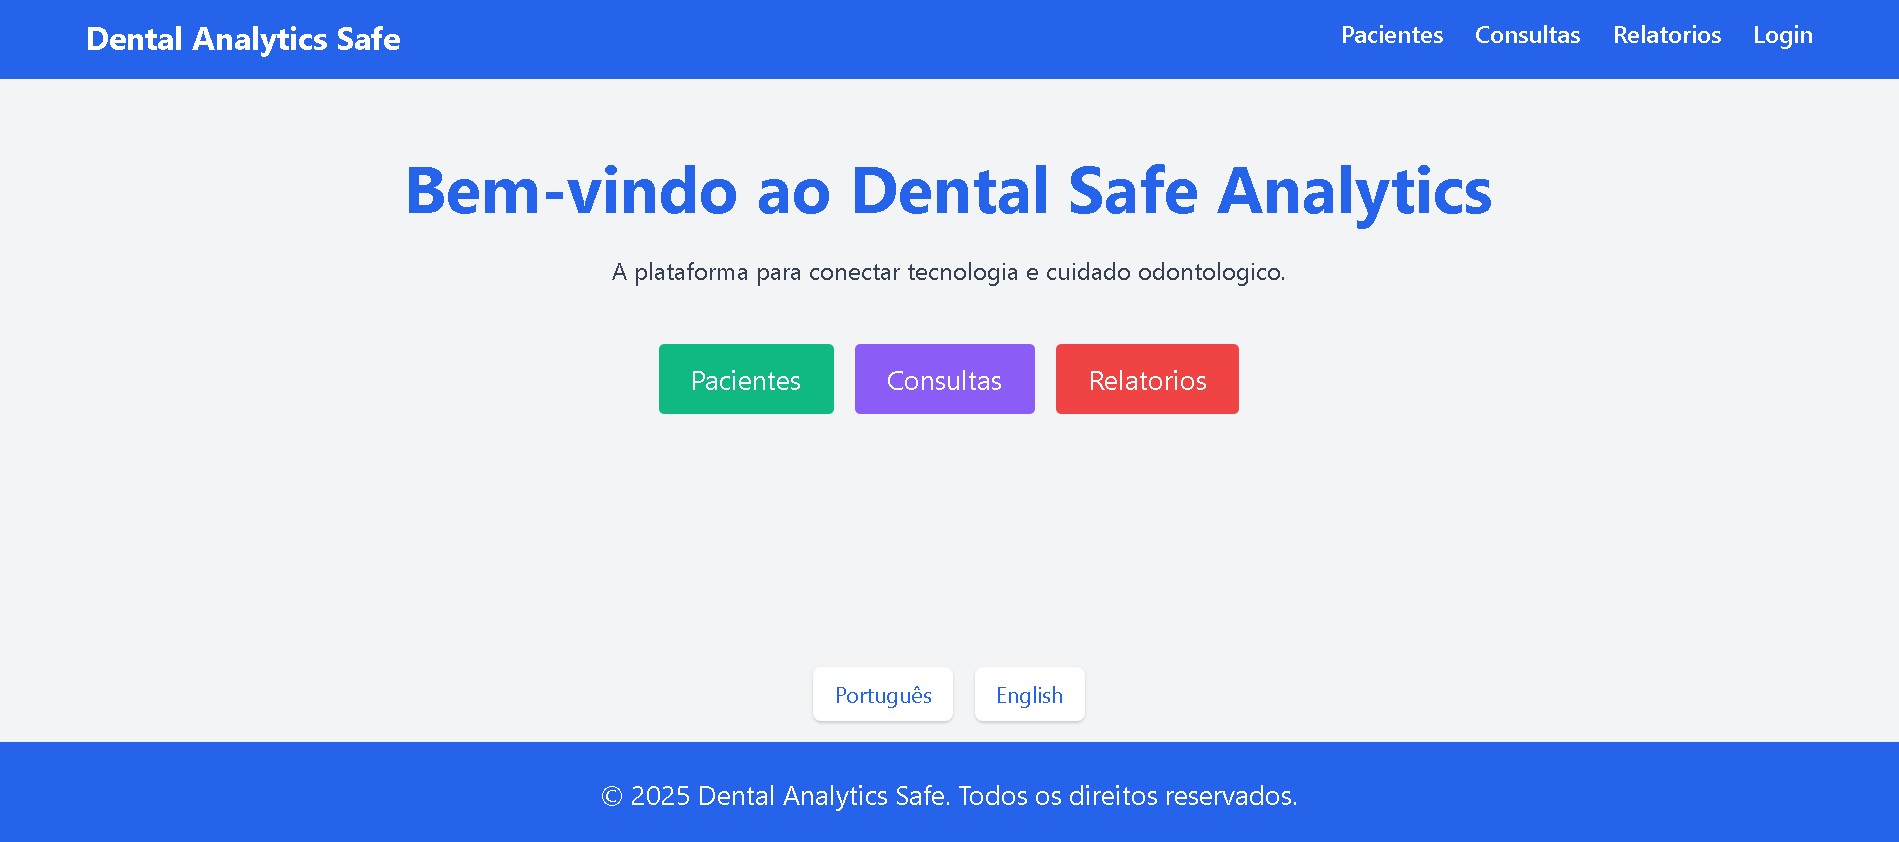 Dental Analytics Safe
Pacientes Consultas Relatorios Login
Bem-vindo ao Dental Safe Analytics
A plataforma para conectar tecnologia e cuidado odontologico.
Pacientes Consultas Relatorios
Português English
© 2025 Dental Analytics Safe. Todos os direitos reservados.